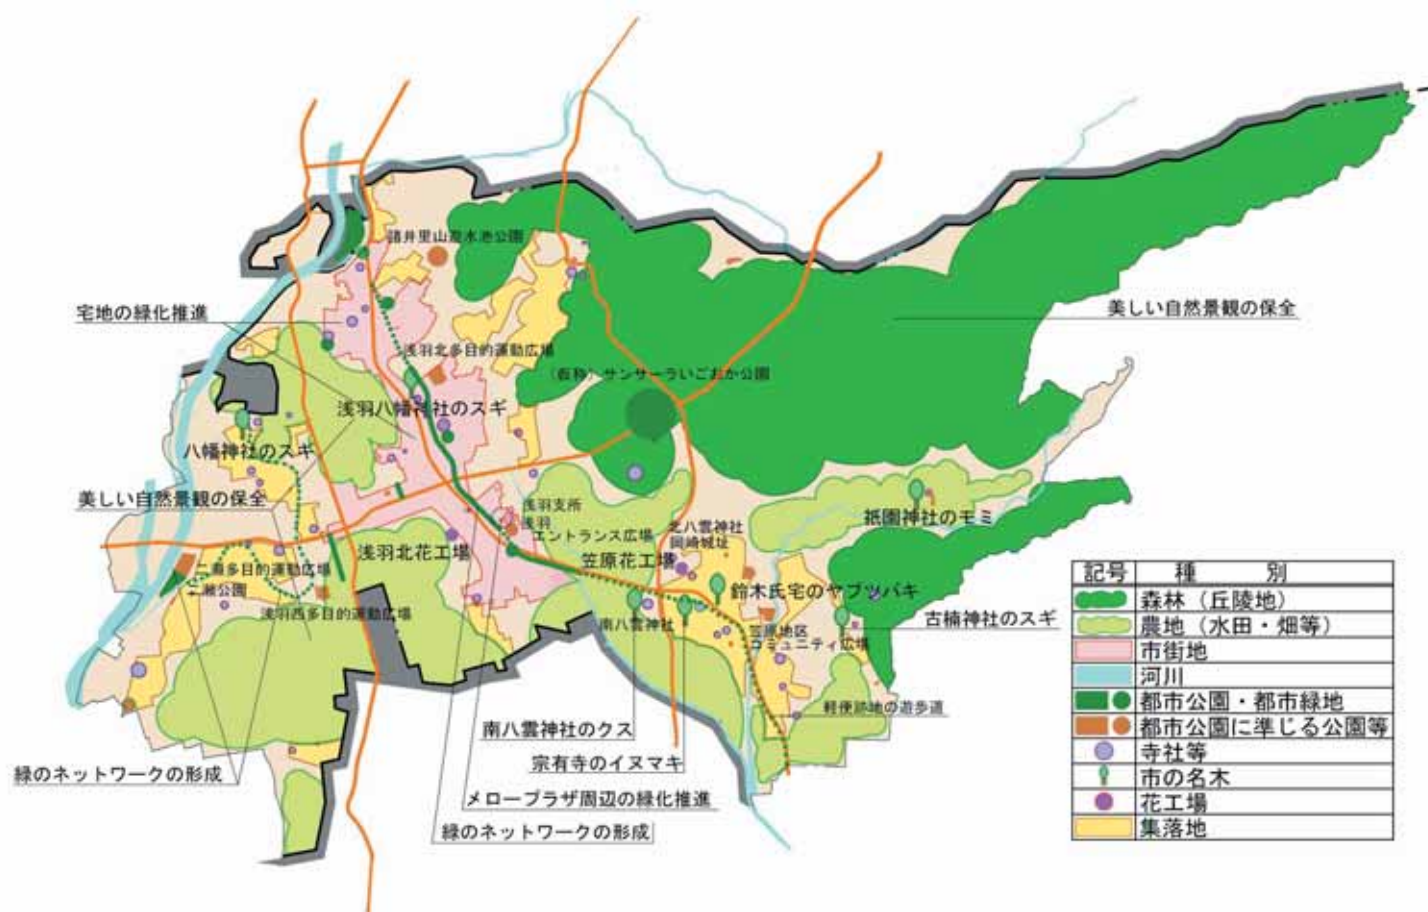 諸井里山遊水池公園
宅地の緑化推進
美しい自然景観の保全
浅羽北多目的運動広場
(仮称)サンサーラいごおか公園
浅羽八幡神社のスギ
八幡神社のスギ
美しい自然景観の保全
浅羽支所
浅羽
エントランス広場
祇園神社のモミ
北八雲神社
岡崎城址
浅羽北花工場
笠原花工場
二瀬多目的運動広場
二瀬公園
鈴木氏宅のヤブツバキ
浅羽西多目的運動広場
南八雲神社
笠原地区
コミュニティ広場
古楠神社のスギ
軽便跡地の遊歩道
南八雲神社のクス
宗有寺のイヌマキ
緑のネットワークの形成
メロープラザ周辺の緑化推進
緑のネットワークの形成
記号 種 別
森林(丘陵地)
農地(水田・畑等)
市街地
河川
都市公園・都市緑地
都市公園に準じる公園等
寺社等
市の名木
花工場
集落地